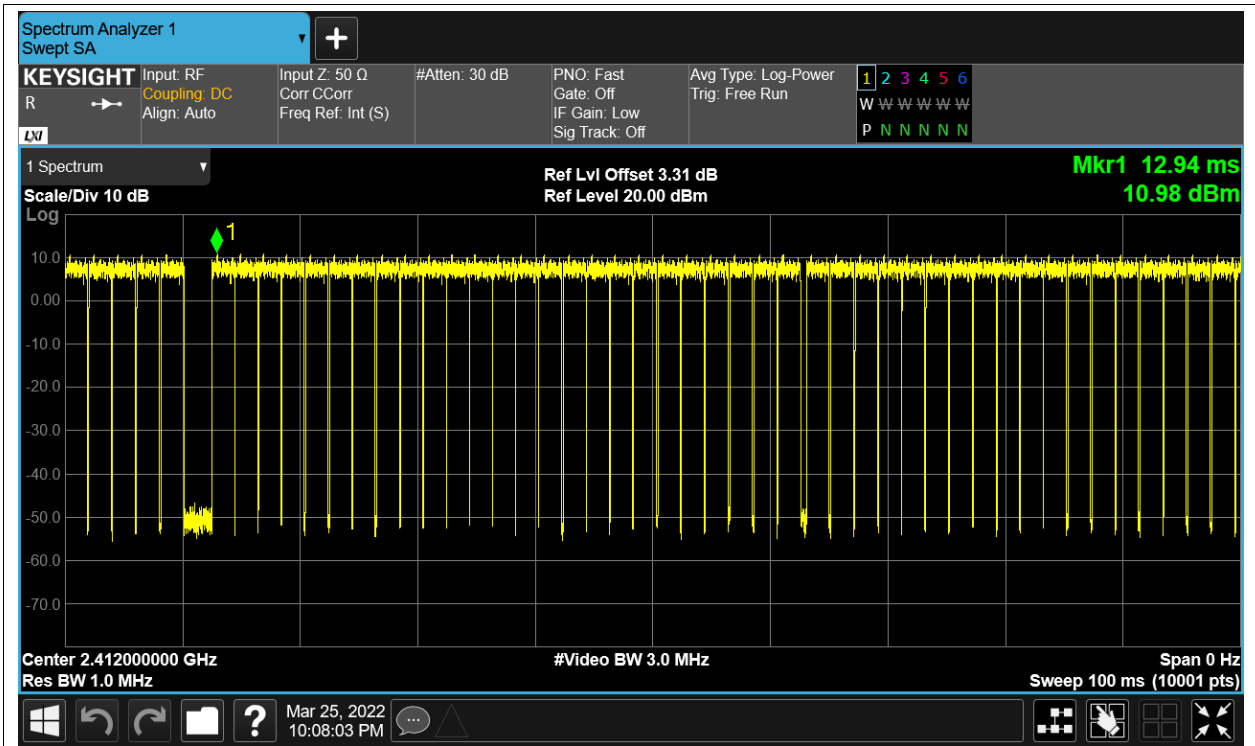 Spectrum Analyzer 1
Swept SA
KEYSIGHT
R
LXI
Input: RF
Coupling: DC
Align: Auto
Input Z: 50 Ω
Corr CCorr
Freq Ref: Int (S)
#Atten: 30 dB
PNO: Fast
Gate: Off
IF Gain: Low
Sig Track: Off
Avg Type: Log-Power
Trig: Free Run
1 2 3 4 5 6
W W W W W W
P N N N N N
1 Spectrum
Scale/Div 10 dB
Ref Lvl Offset 3.31 dB
Ref Level 20.00 dBm
Mkr1 12.94 ms
10.98 dBm
Log
1
10.0
0.00
-10.0
-20.0
-30.0
-40.0
-50.0
-60.0
-70.0
Center 2.412000000 GHz
#Video BW 3.0 MHz
Span 0 Hz
Res BW 1.0 MHz
Sweep 100 ms (10001 pts)
?
Mar 25, 2022
10:08:03 PM